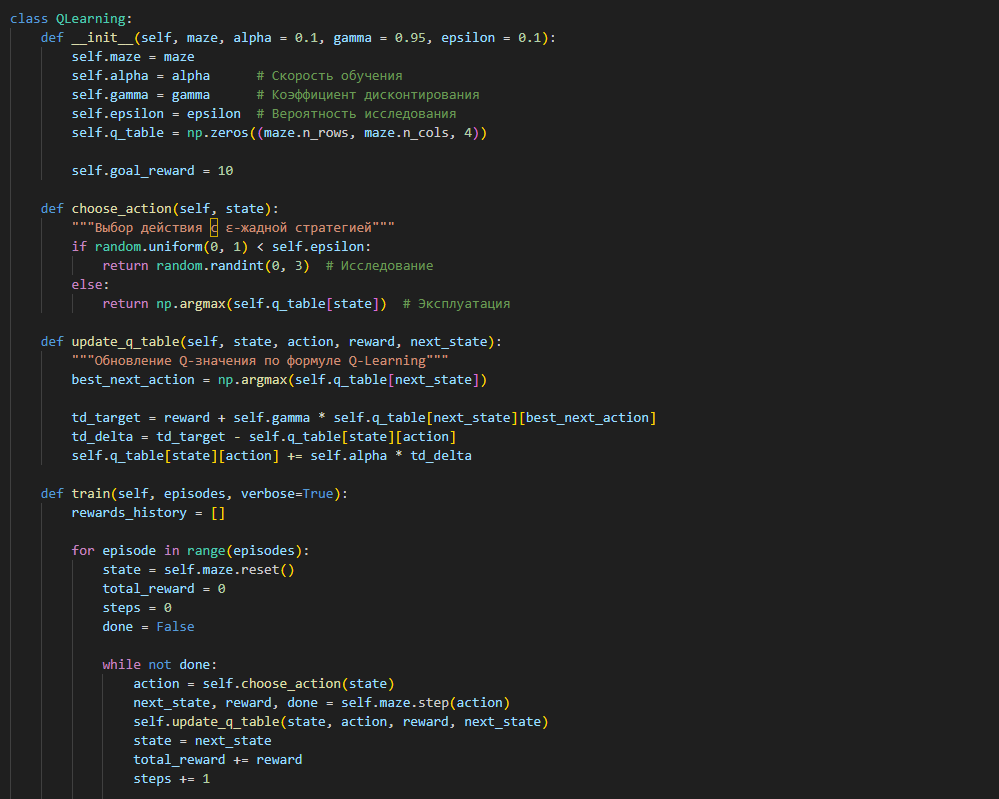 class QLearning:
    def __init__(self, maze, alpha = 0.1, gamma = 0.95, epsilon = 0.1):
        self.maze = maze
        self.alpha = alpha      # Скорость обучения
        self.gamma = gamma      # Коэффициент дисконтирования
        self.epsilon = epsilon  # Вероятность исследования
        self.q_table = np.zeros((maze.n_rows, maze.n_cols, 4))

        self.goal_reward = 10

    def choose_action(self, state):
        """Выбор действия с ε-жадной стратегией"""
        if random.uniform(0, 1) < self.epsilon:
            return random.randint(0, 3)  # Исследование
        else:
            return np.argmax(self.q_table[state])  # Эксплуатация

    def update_q_table(self, state, action, reward, next_state):
        """Обновление Q-значения по формуле Q-Learning"""
        best_next_action = np.argmax(self.q_table[next_state])

        td_target = reward + self.gamma * self.q_table[next_state][best_next_action]
        td_delta = td_target - self.q_table[state][action]
        self.q_table[state][action] += self.alpha * td_delta

    def train(self, episodes, verbose=True):
        rewards_history = []

        for episode in range(episodes):
            state = self.maze.reset()
            total_reward = 0
            steps = 0
            done = False

            while not done:
                action = self.choose_action(state)
                next_state, reward, done = self.maze.step(action)
                self.update_q_table(state, action, reward, next_state)
                state = next_state
                total_reward += reward
                steps += 1